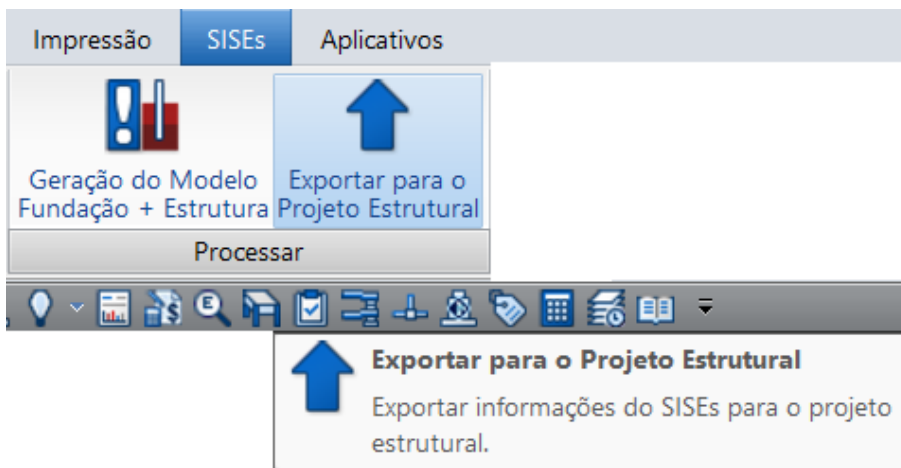 Impressão SISEs Aplicativos
Geração do Modelo
Fundação + Estrutura
Exportar para o
Projeto Estrutural
Processar
Exportar para o Projeto Estrutural
Exportar informações do SISEs para o projeto
estrutural.